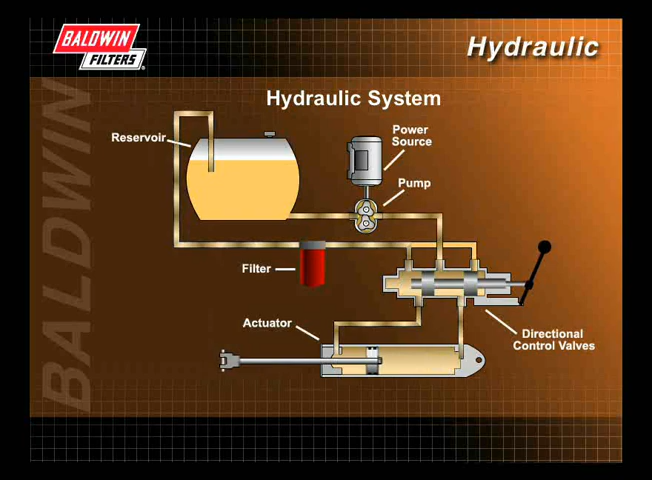 BALDWIN
FILTERS
Hydraulic
Hydraulic System
Reservoir
Power
Source
Pump
Filter
Actuator
Directional
Control Valves
BALDWIN